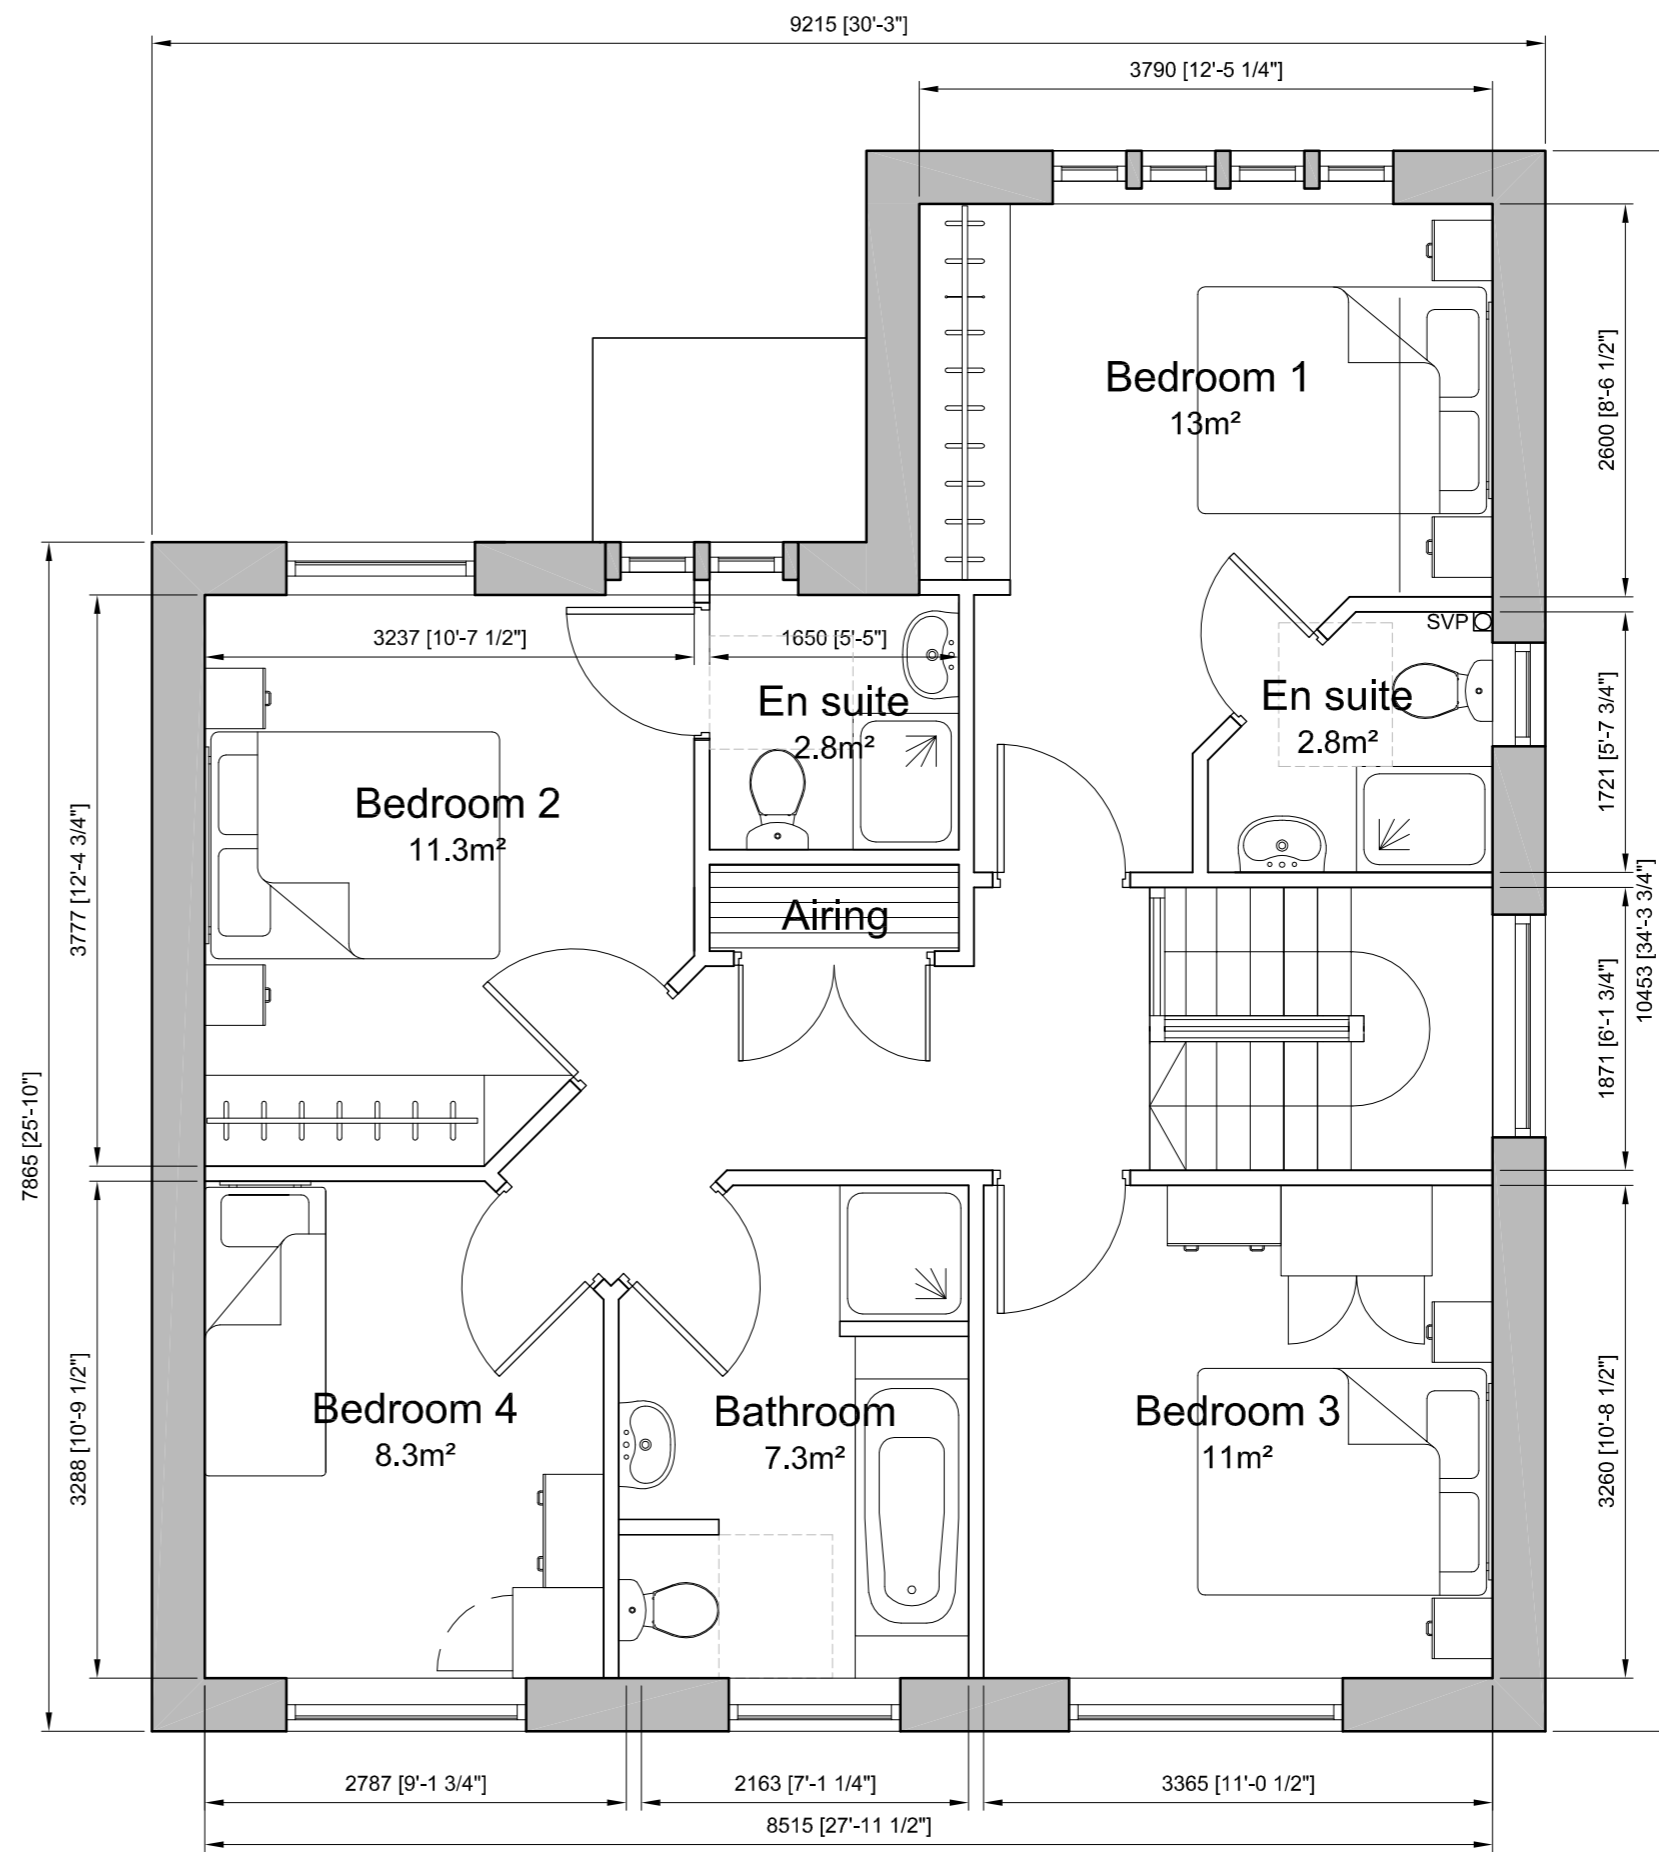 9215 [30'-3"]
3790 [12'-5 1/4"]
Bedroom 1
13m²
2600 [8'-6 1/2"]
SVP
3237 [10'-7 1/2"]
1650 [5'-5"]
En suite
2.8m²
En suite
2.8m²
1721 [5'-7 3/4"]
Bedroom 2
11.3m²
3777 [12'-4 3/4"]
Airing
10453 [34'-3 3/4"]
1871 [6'-1 3/4"]
7865 [25'-10"]
Bedroom 4
8.3m²
Bathroom
7.3m²
Bedroom 3
11m²
3288 [10'-9 1/2"]
3260 [10'-8 1/2"]
2787 [9'-1 3/4"]
2163 [7'-1 1/4"]
3365 [11'-0 1/2"]
8515 [27'-11 1/2"]